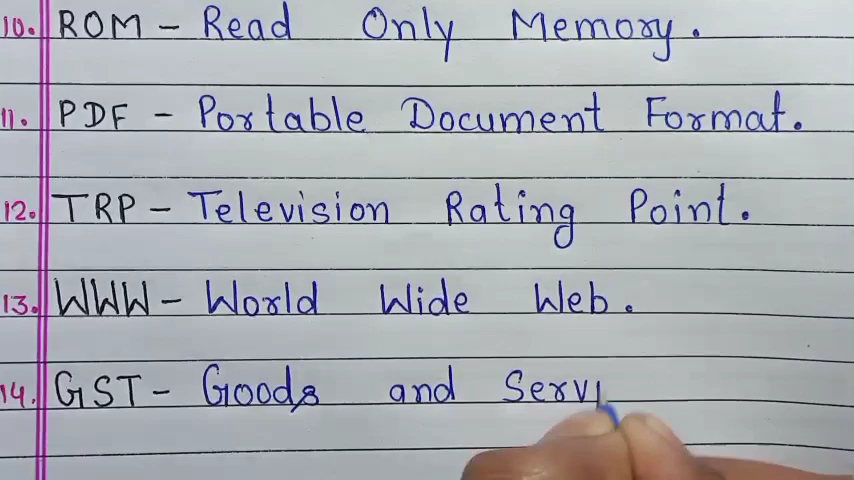 10. ROM - Read Only Memory.
11. PDF - Portable Document Format.
12. TRP - Television Rating Point.
13. WWW - World Wide Web.
14. GST - Goods and Servi